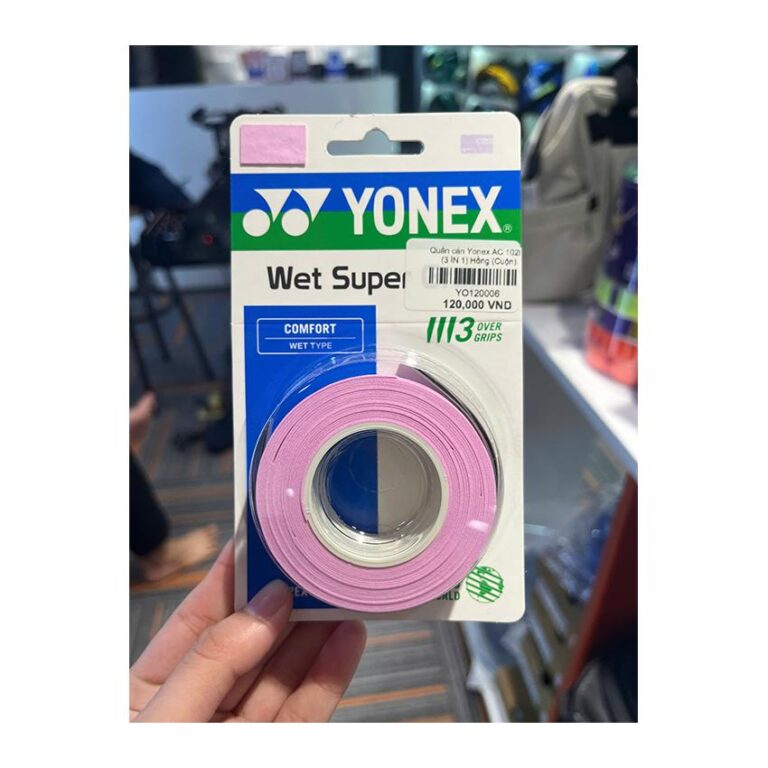 YONEX®
Quấn cán Yonex AC 102
(3 IN 1) Hồng (Cuộn)
Wet Super
YO120006
120,000 VND
COMFORT
WET TYPE
3 OVER
GRIPS